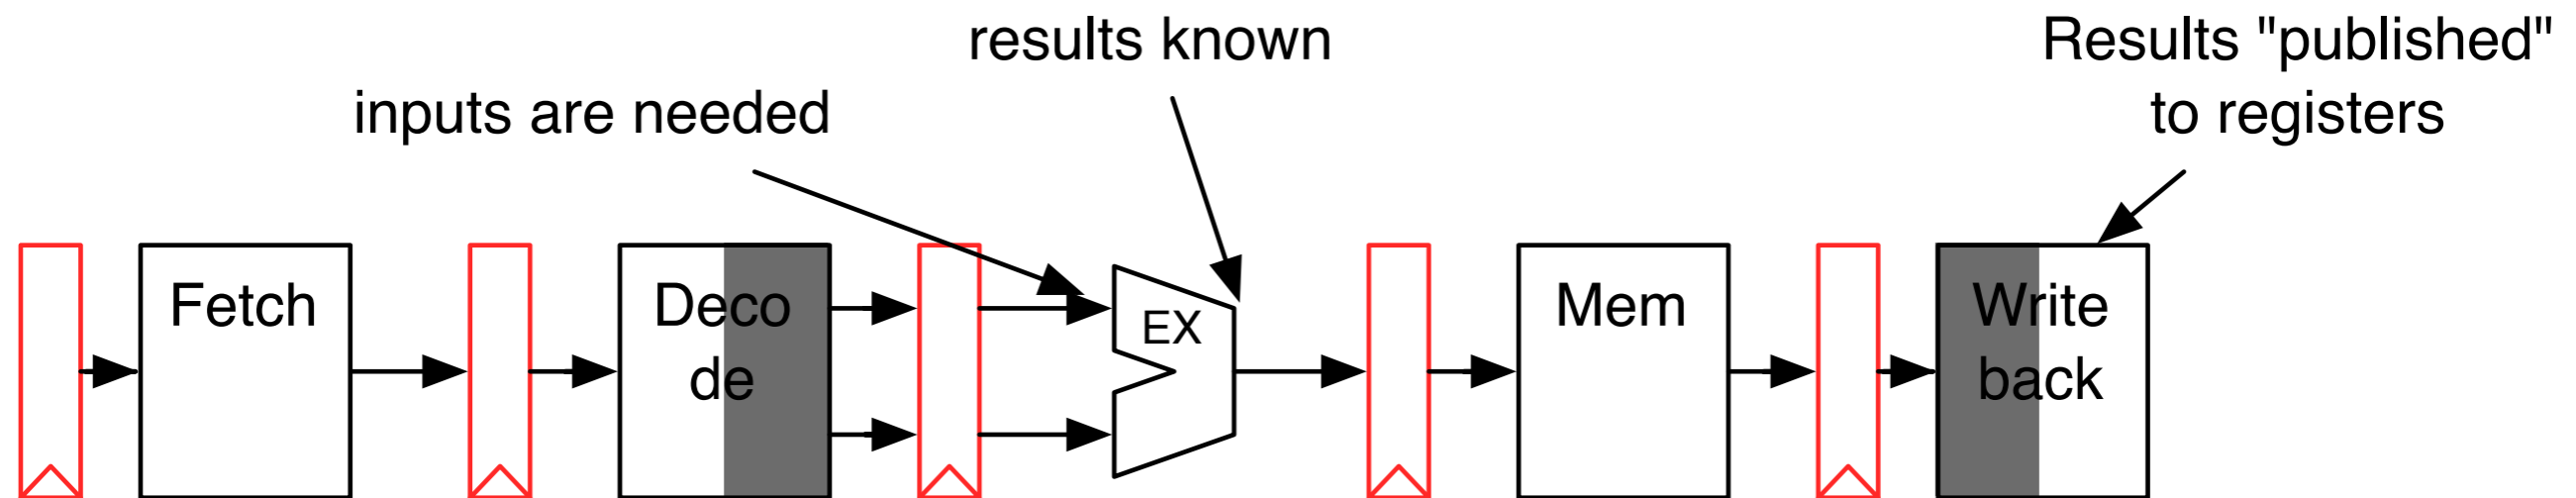 results known
Results "published"
to registers
inputs are needed
Fetch
Deco
de
EX
Mem
Write
back